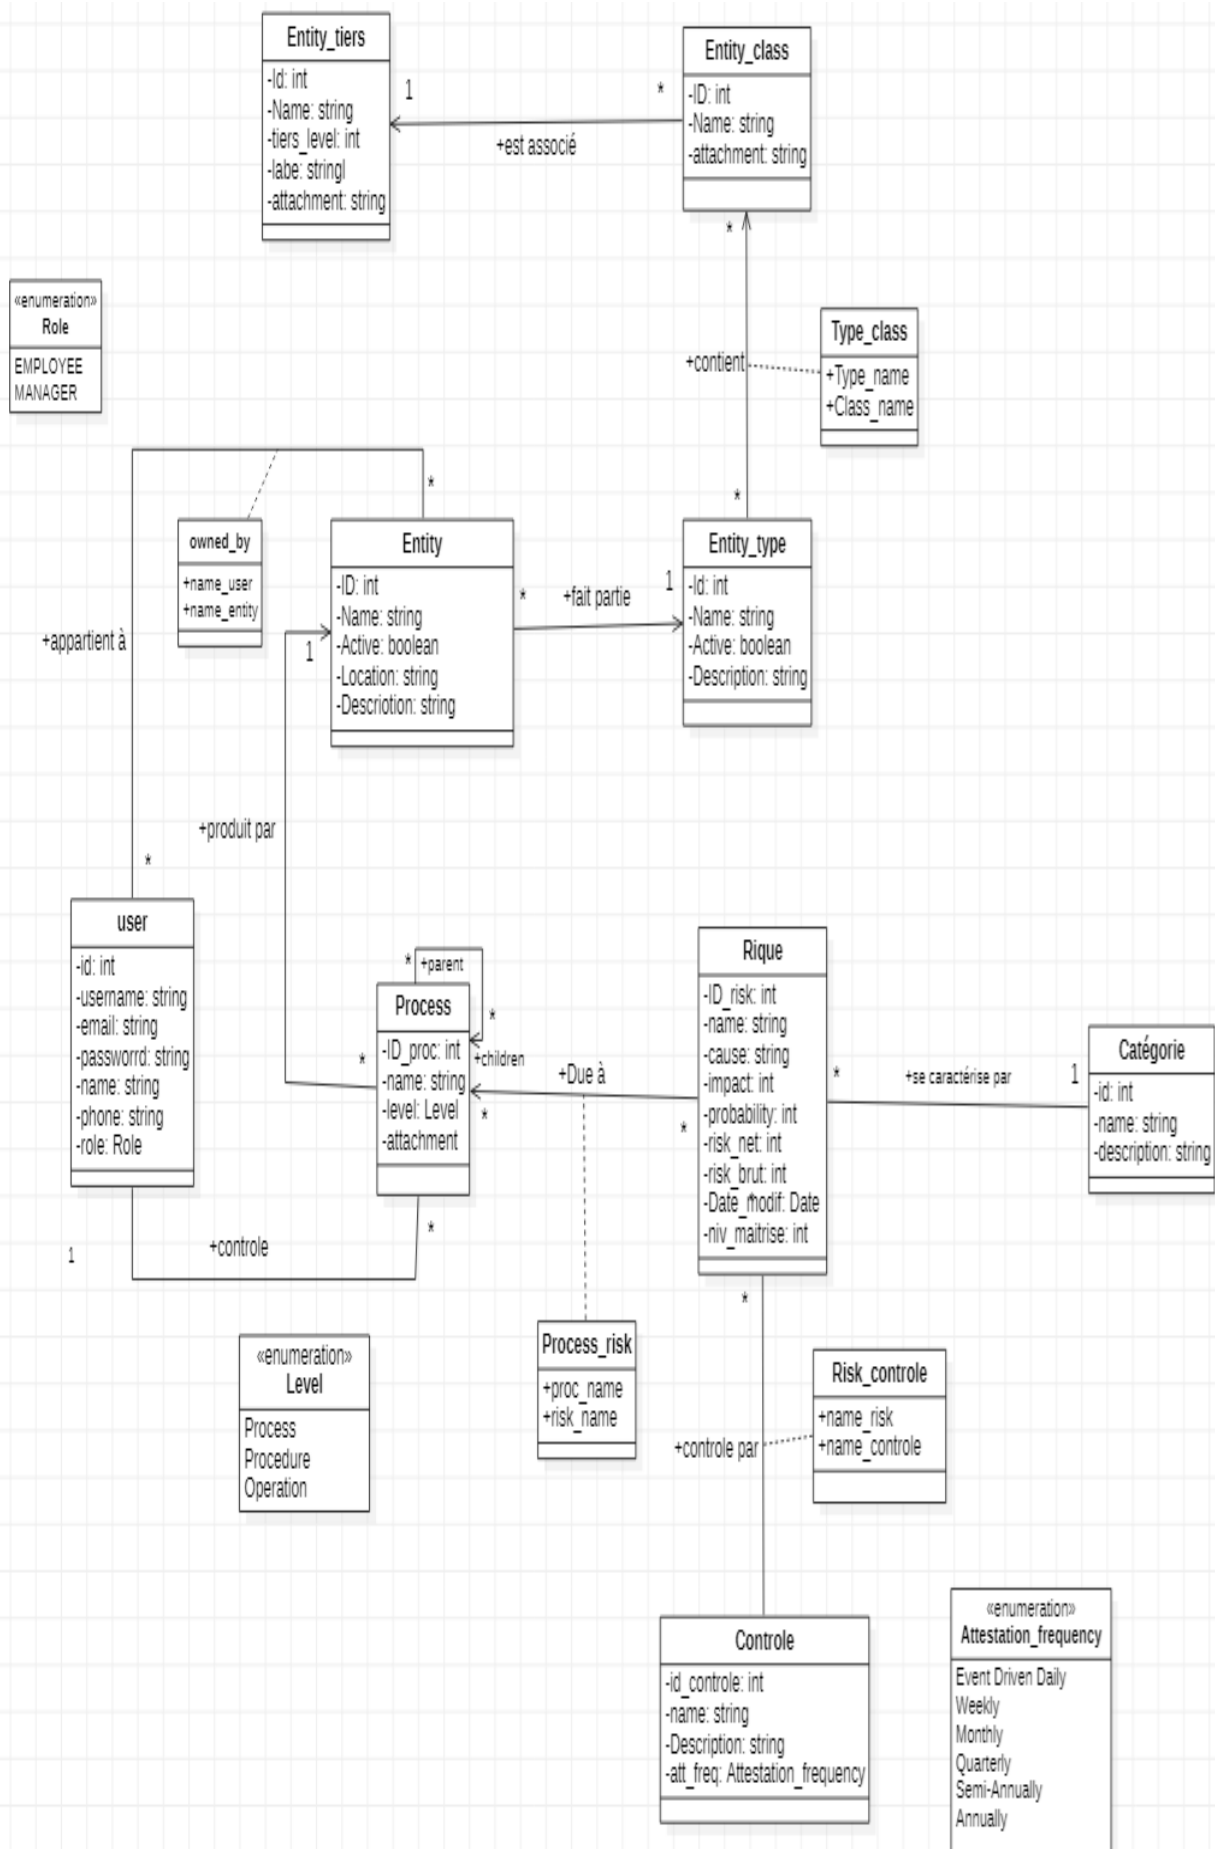 Entity_tiers
-Id: int
-Name: string
-tiers_level: int
-labe: stringl
-attachment: string
1
*
+est associé
Entity_class
-ID: int
-Name: string
-attachment: string
*
«enumeration»
Role
EMPLOYEE
MANAGER
+contient
Type_class
+Type_name
+Class_name
*
*
owned_by
+name_user
+name_entity
Entity
-ID: int
-Name: string
-Active: boolean
-Location: string
-Descriotion: string
*
+fait partie
1
Entity_type
-Id: int
-Name: string
-Active: boolean
-Description: string
+appartient à
1
+produit par
*
user
-id: int
-username: string
-email: string
-passworrd: string
-name: string
-phone: string
-role: Role
*
+parent
*
+children
Process
-ID_proc: int
-name: string
-level: Level
-attachment
*
*
+Due à
*
Rique
-ID_risk: int
-name: string
-cause: string
-impact: int
-probability: int
-risk_net: int
-risk_brut: int
-Date_modif: Date
-niv_maitrise: int
*
+se caractérise par
1
Catégorie
-id: int
-name: string
-description: string
1
+controle
*
*
«enumeration»
Level
Process
Procedure
Operation
Process_risk
+proc_name
+risk_name
+controle par
Risk_controle
+name_risk
+name_controle
Controle
-id_controle: int
-name: string
-Description: string
-att_freq: Attestation_frequency
«enumeration»
Attestation_frequency
Event Driven Daily
Weekly
Monthly
Quarterly
Semi-Annually
Annually